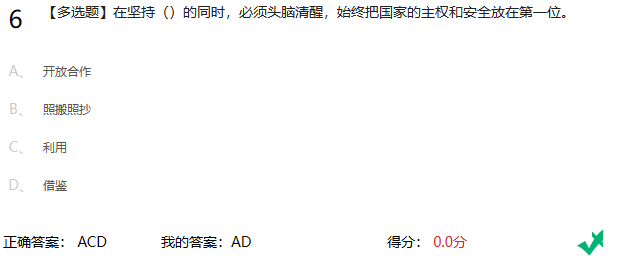 6 【多选题】在坚持（）的同时，必须头脑清醒，始终把国家的主权和安全放在第一位。
A、 开放合作
B、 照搬照抄
C、 利用
D、 借鉴
正确答案： ACD 我的答案：AD 得分： 0.0分